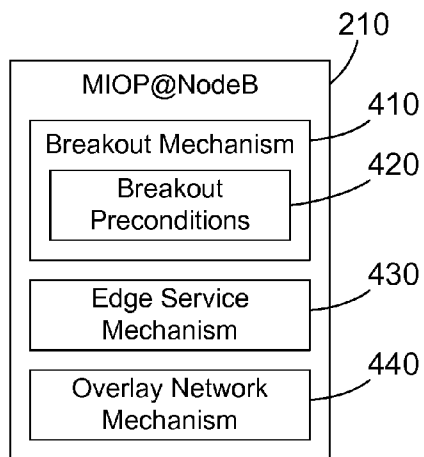 210
MIOP@NodeB
410
Breakout Mechanism
420
Breakout
Preconditions
430
Edge Service
Mechanism
440
Overlay Network
Mechanism